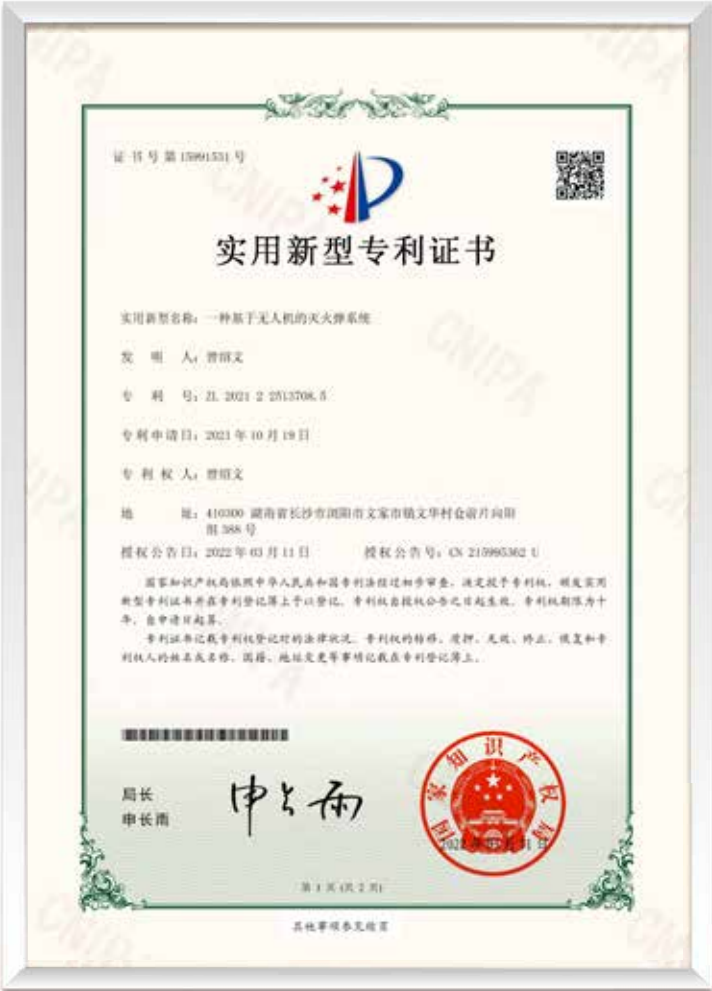 证书号第15991531号
实用新型专利证书
实用新型名称：一种基于无人机的灭火弹系统
发明人：曾绍文
专利号：ZL 2021 2 2513708.5
专利申请日：2021年10月19日
专利权人：曾绍文
地址：410300 湖南省长沙市浏阳市文家市镇文华村仓前片向阳
组388号
授权公告日：2022年03月11日 授权公告号：CN 215995362 U
国家知识产权局依照中华人民共和国专利法经过初步审查，决定授予专利权，颁发实用
新型专利证书并在专利登记簿上予以登记。专利权自授权公告之日起生效。专利权期限为十
年，自申请日起算。
专利证书记载专利权登记时的法律状况。专利权的转移、质押、无效、终止、恢复和专
利权人的姓名或名称、国籍、地址变更等事项记载在专利登记簿上。
局长
申长雨
申长雨
国家知识产权局
第 1 页 (共 2 页)
其他事项参见续页
CNIPA